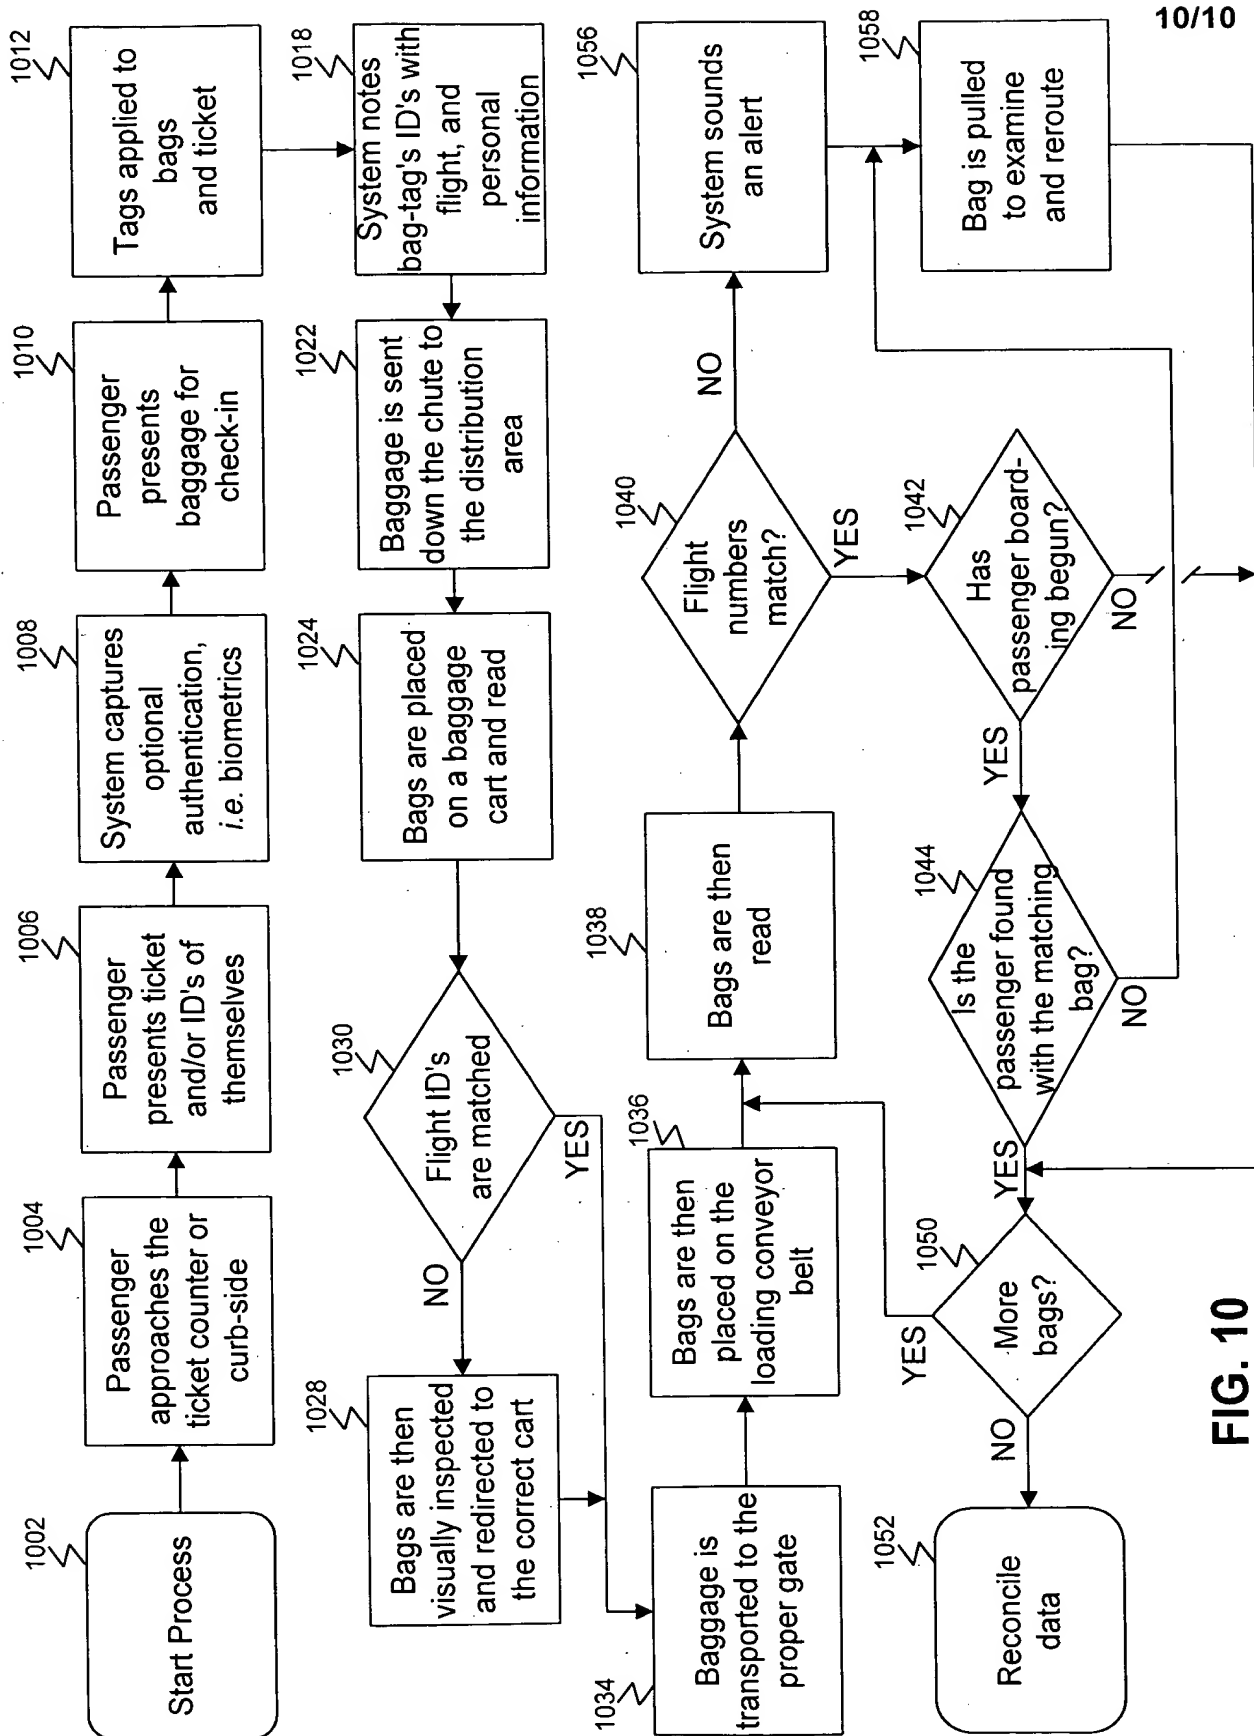 10/10
1002
Start Process
1004
Passenger
approaches the
ticket counter or
curb-side
1006
Passenger
presents ticket
and/or ID's of
themselves
1008
System captures
optional
authentication,
i.e. biometrics
1010
Passenger
presents
baggage for
check-in
1012
Tags applied to
bags
and ticket
1018
System notes
bag-tag's ID's with
flight, and
personal
information
1022
Baggage is sent
down the chute to
the distribution
area
1024
Bags are placed
on a baggage
cart and read
1030
Flight ID's
are matched
NO
YES
1028
Bags are then
visually inspected
and redirected to
the correct cart
1034
Baggage is
transported to the
proper gate
1036
Bags are then
placed on the
loading conveyor
belt
1038
Bags are then
read
1040
Flight
numbers
match?
NO
YES
1056
System sounds
an alert
1058
Bag is pulled
to examine
and reroute
1042
Has
passenger board-
ing begun?
YES
NO
1044
Is the
passenger found
with the matching
bag?
YES
NO
1050
More
bags?
YES
NO
1052
Reconcile
data
FIG. 10